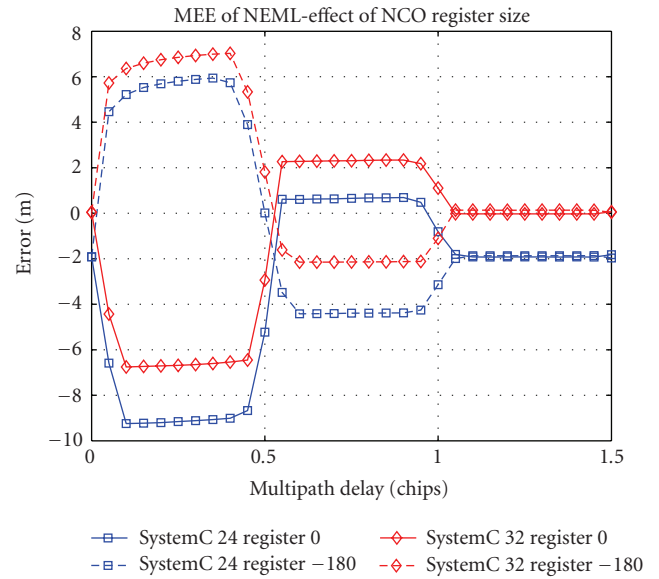 MEE of NEML-effect of NCO register size
8
6
4
2
0
−2
−4
−6
−8
−10
Error (m)
0
0.5
1
1.5
Multipath delay (chips)
SystemC 24 register 0
SystemC 32 register 0
SystemC 24 register −180
SystemC 32 register −180